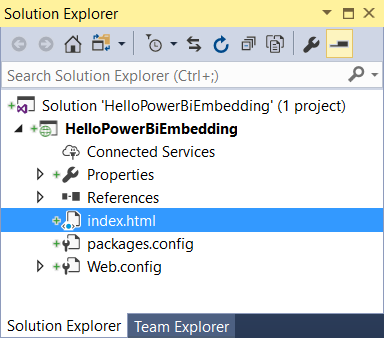 Solution Explorer
Search Solution Explorer (Ctrl+;)
Solution 'HelloPowerBiEmbedding' (1 project)
HelloPowerBiEmbedding
Connected Services
Properties
References
index.html
packages.config
Web.config
Solution Explorer Team Explorer